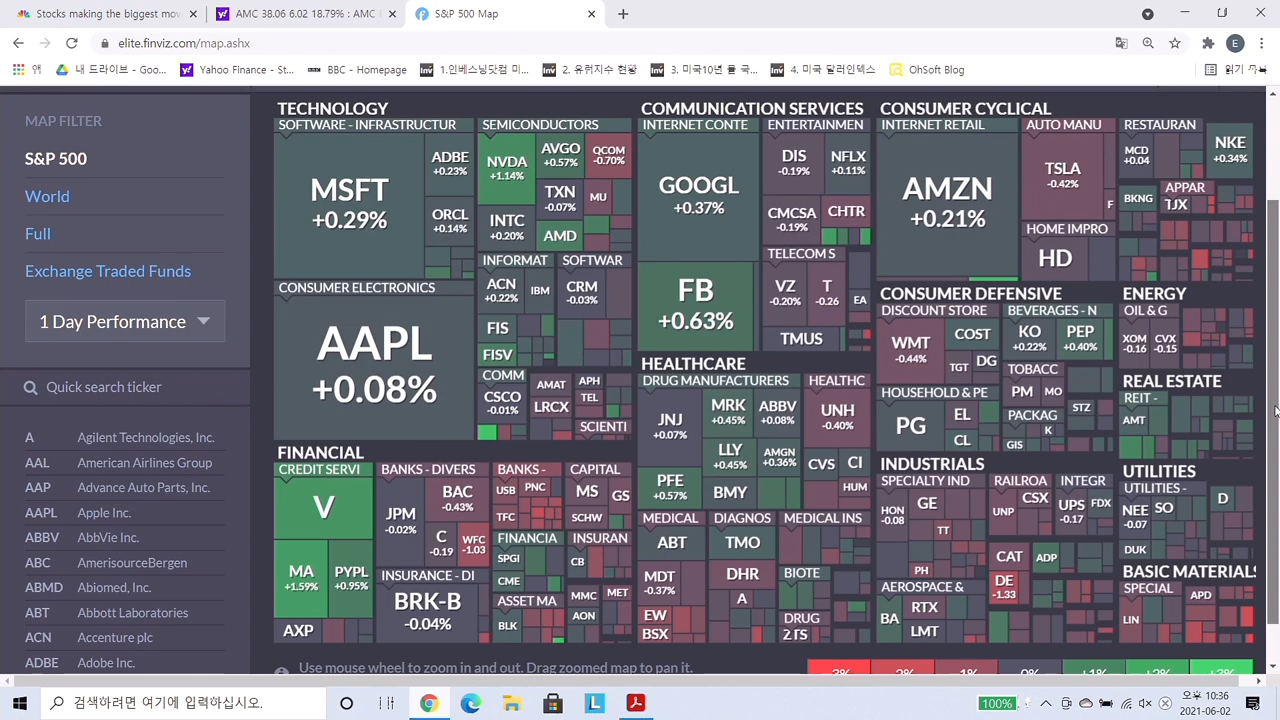 Stocks making the biggest mov
AMC 38.06 6.02 18.79% : AMC
S&P 500 Map
elite.finviz.com/map.ashx
앱
내 드라이브 - Goo...
Yahoo Finance - St...
BBC - Homepage
1.인베스팅닷컴 미...
2. 유런지수 현황
3. 미국10년 물 국...
4. 미국 달러인덱스
OhSoft Blog
읽기 목록
MAP FILTER
S&P 500
World
Full
Exchange Traded Funds
1 Day Performance
Quick search ticker
A Agilent Technologies, Inc.
AAL American Airlines Group
AAP Advance Auto Parts, Inc.
AAPL Apple Inc.
ABBV AbbVie Inc.
ABC AmerisourceBergen
ABMD Abiomed, Inc.
ABT Abbott Laboratories
ACN Accenture plc
ADBE Adobe Inc.
TECHNOLOGY
SOFTWARE - INFRASTRUCTUR
MSFT
+0.29%
ADBE
+0.23%
ORCL
+0.14%
SEMICONDUCTORS
NVDA
+1.14%
AVGO
+0.57%
QCOM
-0.70%
TXN
-0.07%
MU
INTC
+0.20%
AMD
CONSUMER ELECTRONICS
AAPL
+0.08%
INFORMAT
ACN
+0.22%
IBM
FIS
FISV
SOFTWAR
CRM
-0.03%
COMM
CSCO
-0.01%
AMAT
LRCX
APH
TEL
SCIENTI
COMMUNICATION SERVICES
INTERNET CONTE
GOOGL
+0.37%
FB
+0.63%
ENTERTAINMEN
DIS
-0.19%
NFLX
+0.11%
CMCSA
-0.19%
CHTR
TELECOM S
VZ
-0.20%
T
-0.26
EA
TMUS
CONSUMER CYCLICAL
INTERNET RETAIL
AMZN
+0.21%
AUTO MANU
TSLA
-0.42%
F
HOME IMPRO
HD
RESTAURAN
MCD
+0.04
BKNG
NKE
+0.34%
APPAR
TJX
FINANCIAL
CREDIT SERVI
V
MA
+1.59%
PYPL
+0.95%
AXP
BANKS - DIVERS
JPM
-0.02%
BAC
-0.43%
C
-0.19
WFC
-1.03
INSURANCE - DI
BRK-B
-0.04%
BANKS -
USB
PNC
TFC
FINANCIA
SPGI
CME
ASSET MA
BLK
CAPITAL
MS
GS
SCHW
INSURAN
CB
MMC
MET
AON
HEALTHCARE
DRUG MANUFACTURERS
JNJ
+0.07%
MRK
+0.45%
ABBV
+0.08%
LLY
+0.45%
AMGN
+0.36%
PFE
+0.57%
BMY
HEALTHC
UNH
-0.40%
CVS
CI
HUM
MEDICAL
ABT
MDT
-0.37%
EW
BSX
DIAGNOS
TMO
DHR
A
MEDICAL INS
BIOTE
DRUG
CONSUMER DEFENSIVE
DISCOUNT STORE
WMT
-0.44%
COST
TGT
DG
BEVERAGES - N
KO
+0.22%
PEP
+0.40%
HOUSEHOLD & PE
PG
EL
CL
TOBACC
PM
MO
PACKAG
K
GIS
STZ
ENERGY
OIL & G
XOM
-0.16
CVX
-0.15
REAL ESTATE
REIT -
AMT
INDUSTRIALS
SPECIALTY IND
HON
-0.08
GE
TT
PH
AEROSPACE &
BA
RTX
LMT
RAILROA
UNP
CSX
INTEGR
UPS
-0.17
FDX
CAT
DE
-1.33
ADP
UTILITIES
UTILITIES -
NEE
-0.07
SO
D
DUK
BASIC MATERIALS
SPECIAL
LIN
APD
Use mouse wheel to zoom in and out. Drag zoomed map to pan it.
-3% -2% -1% 0% +1% +2% +3%
검색하려면 여기에 입력하십시오.
100%
오후 10:36
2021-06-02